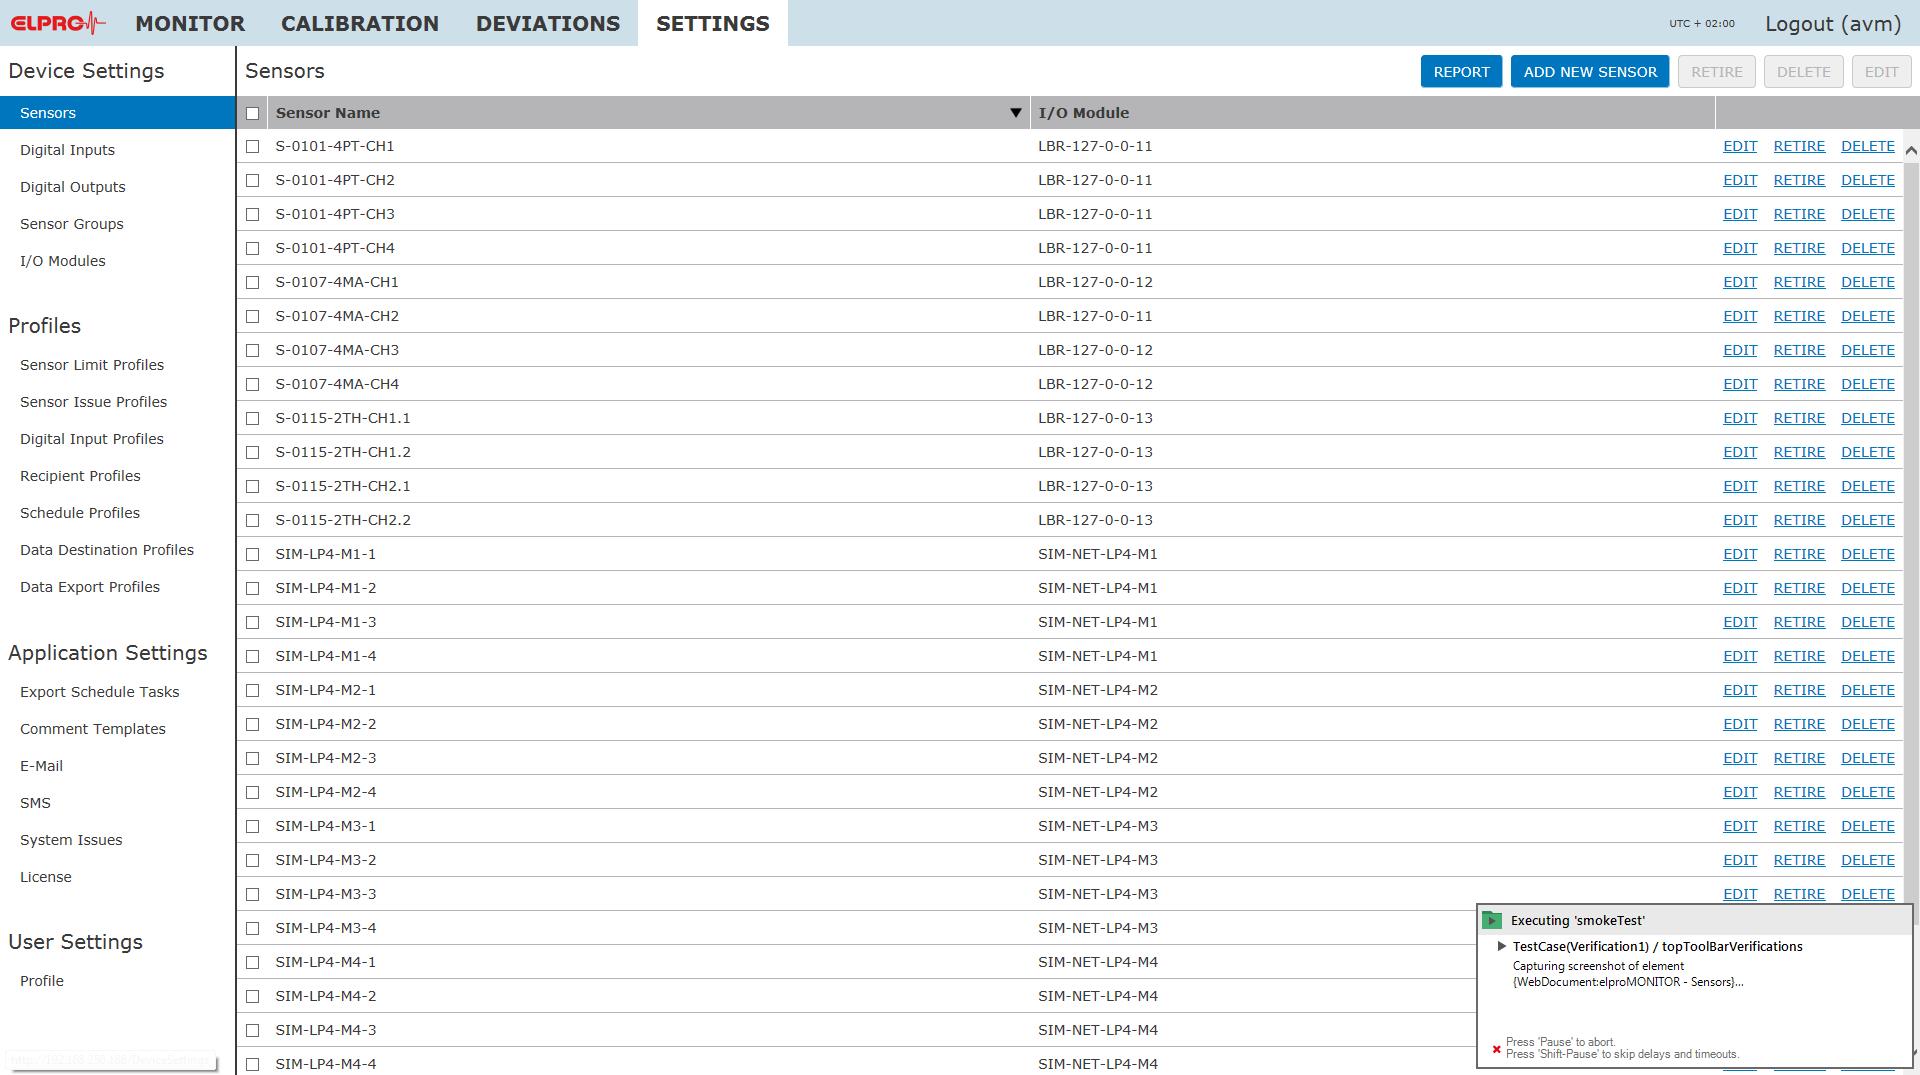 ELPRO MONITOR CALIBRATION DEVIATIONS SETTINGS UTC + 02:00 Logout (avm)
Device Settings
Sensors
Digital Inputs
Digital Outputs
Sensor Groups
I/O Modules
Profiles
Sensor Limit Profiles
Sensor Issue Profiles
Digital Input Profiles
Recipient Profiles
Schedule Profiles
Data Destination Profiles
Data Export Profiles
Application Settings
Export Schedule Tasks
Comment Templates
E-Mail
SMS
System Issues
License
User Settings
Profile
Sensors REPORT ADD NEW SENSOR RETIRE DELETE EDIT
Sensor Name I/O Module
S-0101-4PT-CH1 LBR-127-0-0-11 EDIT RETIRE DELETE
S-0101-4PT-CH2 LBR-127-0-0-11 EDIT RETIRE DELETE
S-0101-4PT-CH3 LBR-127-0-0-11 EDIT RETIRE DELETE
S-0101-4PT-CH4 LBR-127-0-0-11 EDIT RETIRE DELETE
S-0107-4MA-CH1 LBR-127-0-0-12 EDIT RETIRE DELETE
S-0107-4MA-CH2 LBR-127-0-0-11 EDIT RETIRE DELETE
S-0107-4MA-CH3 LBR-127-0-0-12 EDIT RETIRE DELETE
S-0107-4MA-CH4 LBR-127-0-0-12 EDIT RETIRE DELETE
S-0115-2TH-CH1.1 LBR-127-0-0-13 EDIT RETIRE DELETE
S-0115-2TH-CH1.2 LBR-127-0-0-13 EDIT RETIRE DELETE
S-0115-2TH-CH2.1 LBR-127-0-0-13 EDIT RETIRE DELETE
S-0115-2TH-CH2.2 LBR-127-0-0-13 EDIT RETIRE DELETE
SIM-LP4-M1-1 SIM-NET-LP4-M1 EDIT RETIRE DELETE
SIM-LP4-M1-2 SIM-NET-LP4-M1 EDIT RETIRE DELETE
SIM-LP4-M1-3 SIM-NET-LP4-M1 EDIT RETIRE DELETE
SIM-LP4-M1-4 SIM-NET-LP4-M1 EDIT RETIRE DELETE
SIM-LP4-M2-1 SIM-NET-LP4-M2 EDIT RETIRE DELETE
SIM-LP4-M2-2 SIM-NET-LP4-M2 EDIT RETIRE DELETE
SIM-LP4-M2-3 SIM-NET-LP4-M2 EDIT RETIRE DELETE
SIM-LP4-M2-4 SIM-NET-LP4-M2 EDIT RETIRE DELETE
SIM-LP4-M3-1 SIM-NET-LP4-M3 EDIT RETIRE DELETE
SIM-LP4-M3-2 SIM-NET-LP4-M3 EDIT RETIRE DELETE
SIM-LP4-M3-3 SIM-NET-LP4-M3 EDIT RETIRE DELETE
SIM-LP4-M3-4 SIM-NET-LP4-M3
SIM-LP4-M4-1 SIM-NET-LP4-M4
SIM-LP4-M4-2 SIM-NET-LP4-M4
SIM-LP4-M4-3 SIM-NET-LP4-M4
SIM-LP4-M4-4 SIM-NET-LP4-M4
Executing 'smokeTest'
TestCase(Verification1) / topToolBarVerifications
Capturing screenshot of element
{WebDocument:elproMONITOR - Sensors}...
Press 'Pause' to abort.
Press 'Shift-Pause' to skip delays and timeouts.